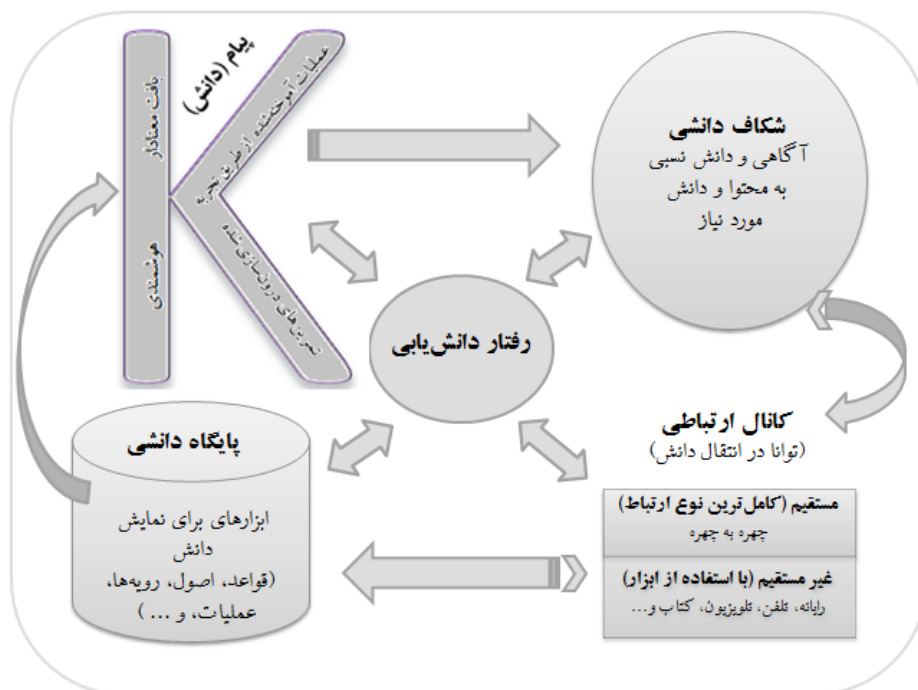 پیام (دانش)
بافت معنادار
هوشمندی
عملیات آموخته‌شده از طریق تجربه
تمرین‌های درون‌سازی‌شده
شکاف دانشی
آگاهی و دانش نسبی
به محتوا و دانش
مورد نیاز
رفتار دانش‌یابی
کانال ارتباطی
(توانا در انتقال دانش)
مستقیم (کامل‌ترین نوع ارتباط)
چهره به چهره
غیر مستقیم (با استفاده از ابزار)
رایانه، تلفن، تلویزیون، کتاب و...
پایگاه دانشی
ابزارهای برای نمایش
دانش
(قواعد، اصول، رویه‌ها،
عملیات، و ... )